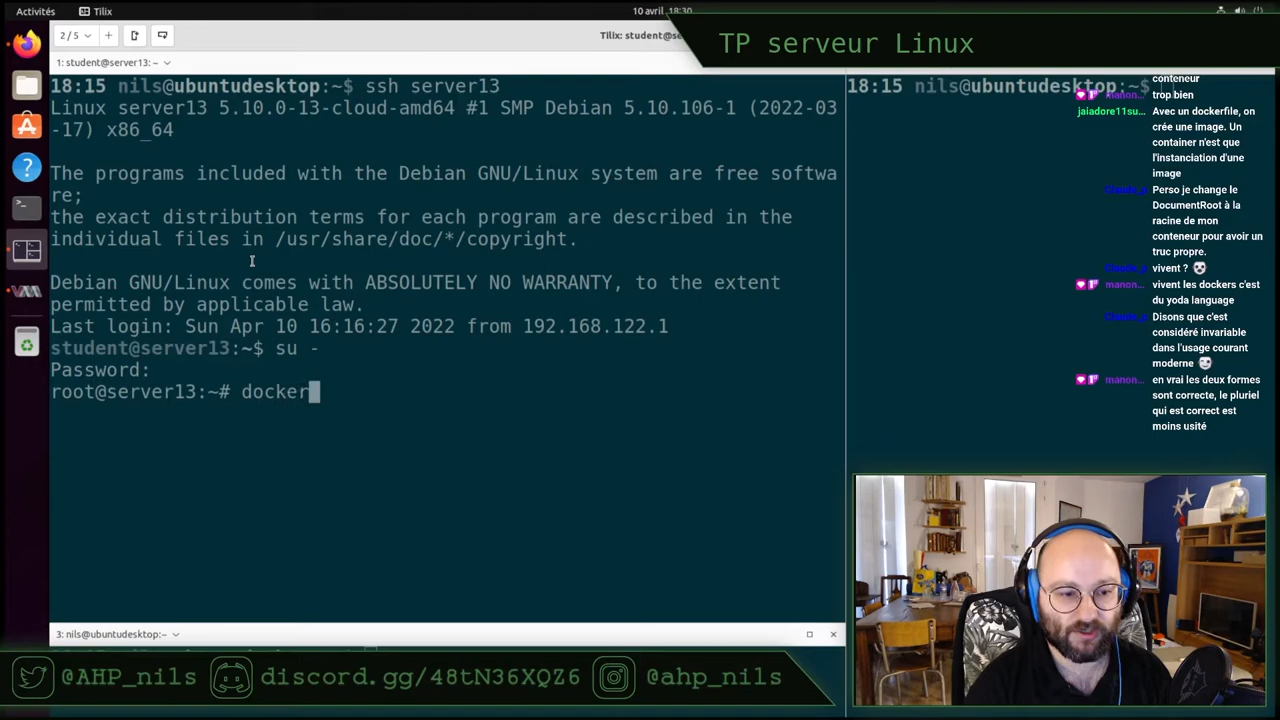 Activités
Tilix
10 avril 18:30
2 / 5
Tilix: student@se
TP serveur Linux
1: student@server13: ~
18:15 nils@ubuntudesktop:~$ ssh server13
Linux server13 5.10.0-13-cloud-amd64 #1 SMP Debian 5.10.106-1 (2022-03
-17) x86_64
The programs included with the Debian GNU/Linux system are free softwa
re;
the exact distribution terms for each program are described in the
individual files in /usr/share/doc/*/copyright.
Debian GNU/Linux comes with ABSOLUTELY NO WARRANTY, to the extent
permitted by applicable law.
Last login: Sun Apr 10 16:16:27 2022 from 192.168.122.1
student@server13:~$ su -
Password:
root@server13:~# docker
18:15 nils@ubuntudesktop:~$
conteneur
manon... trop bien
jaiadore11su... Avec un dockerfile, on
crée une image. Un
container n'est que
l'instanciation d'une
image
Claude_p Perso je change le
DocumentRoot à la
racine de mon
conteneur pour avoir un
truc propre.
Claude_p vivent ?
manon... vivent les dockers c'est
du yoda language
Claude_p Disons que c'est
considéré invariable
dans l'usage courant
moderne
manon... en vrai les deux formes
sont correcte, le pluriel
qui est correct est
moins usité
3: nils@ubuntudesktop:~
@AHP_nils
discord.gg/48tN36XQZ6
@ahp_nils